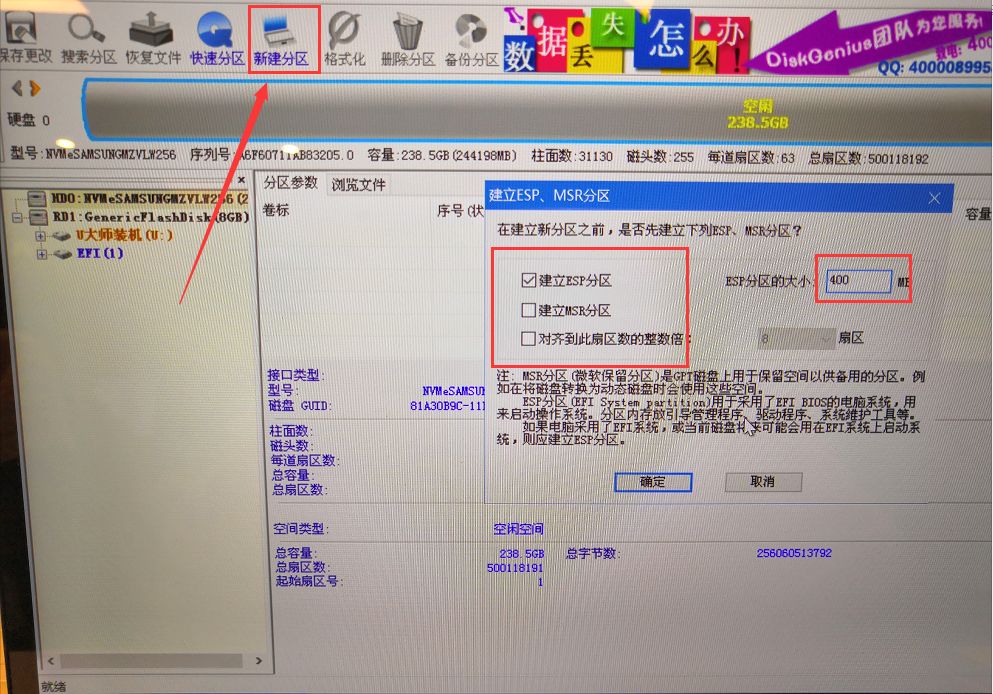 保存更改 搜索分区 恢复文件 快速分区 新建分区 格式化 删除分区 备份分区
数据丢失怎么办!
DiskGenius团队为您服务!
QQ: 4000089958
硬盘 0
空闲
238.5GB
型号:NVMeSAMSUNGMZVLW256 序列号:A6F60711AB83205.0 容量:238.5GB(244198MB) 柱面数:31130 磁头数:255 每道扇区数:63 总扇区数:500118192
HD0:NVMeSAMSUNGMZVLW256(2
RD1:GenericFlashDisk(8GB)
U大师装机(U:)
EFI(1)
分区参数 浏览文件
卷标 序号(状 容量
建立ESP、MSR分区
在建立新分区之前，是否先建立下列ESP、MSR分区？
建立ESP分区 ESP分区的大小: 400 MB
建立MSR分区
对齐到此扇区数的整数倍: 8 扇区
注: MSR分区(微软保留分区)是GPT磁盘上用于保留空间以供备用的分区。例
如在将磁盘转换为动态磁盘时会使用这些空间。
ESP分区(EFI System partition)用于采用了EFI BIOS的电脑系统，用
来启动操作系统。分区内存放引导管理程序、驱动程序、系统维护工具等。
如果电脑采用了EFI系统，或当前磁盘将来可能会用在EFI系统上启动系
统，则应建立ESP分区。
确定 取消
接口类型:
型号: NVMeSAMSUN
磁盘 GUID: 81A30B9C-11
柱面数:
磁头数:
每道扇区数:
总容量:
总扇区数:
空间类型: 空闲空间
总容量: 238.5GB 总字节数: 256060513792
总扇区数: 500118191
起始扇区号: 1
就绪